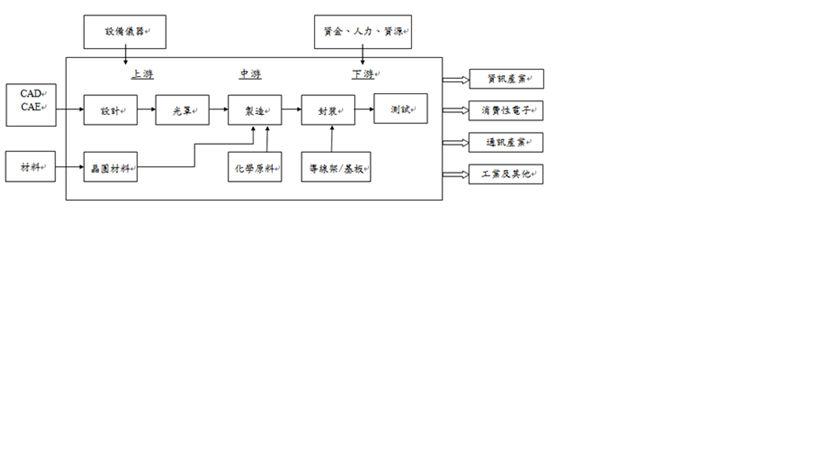 設備儀器
資金、人力、資源
上游
中游
下游
CAD
CAE
設計
光罩
製造
封裝
測試
材料
晶圓材料
化學原料
導線架/基板
資訊產業
消費性電子
通訊產業
工業及其他